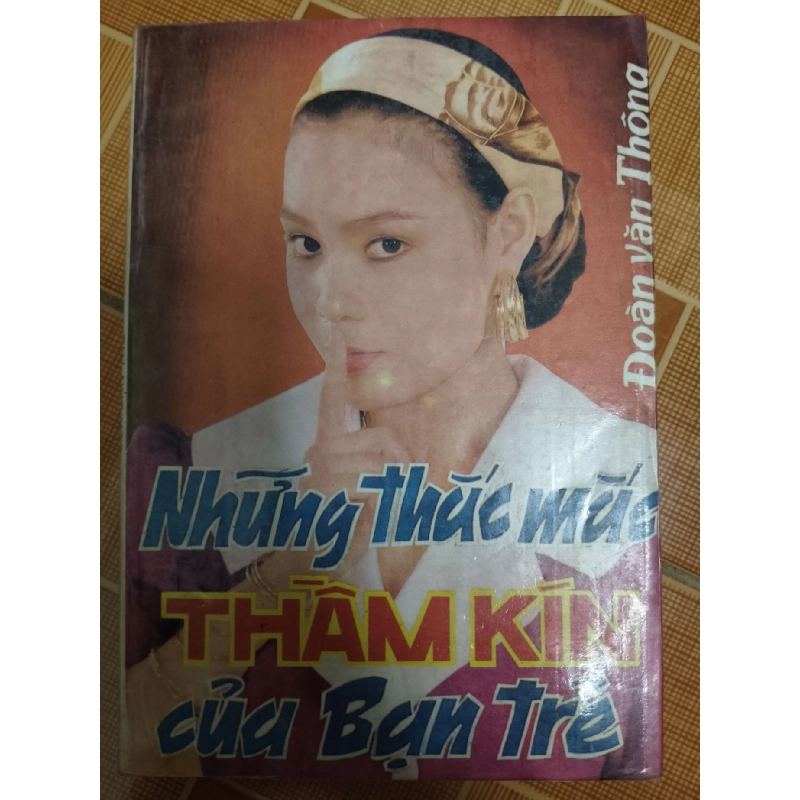 Đoàn văn Thông
Những thắc mắc
THẦM KÍN
của Bạn trẻ